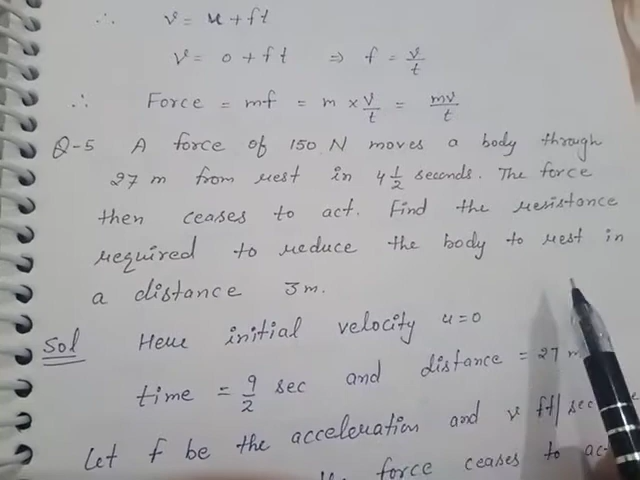 ∴ v = u + ft
v = 0 + ft ⇒ f = v/t
∴ Force = mf = m × v/t = mv/t
Q-5 A force of 150 N moves a body through
27 m from rest in 4 1/2 seconds. The force
then ceases to act. Find the resistance
required to reduce the body to rest in
a distance 3m.
Sol Here initial velocity u = 0
time = 9/2 sec and distance = 27 m
Let f be the acceleration and v ft/sec
force ceases to act